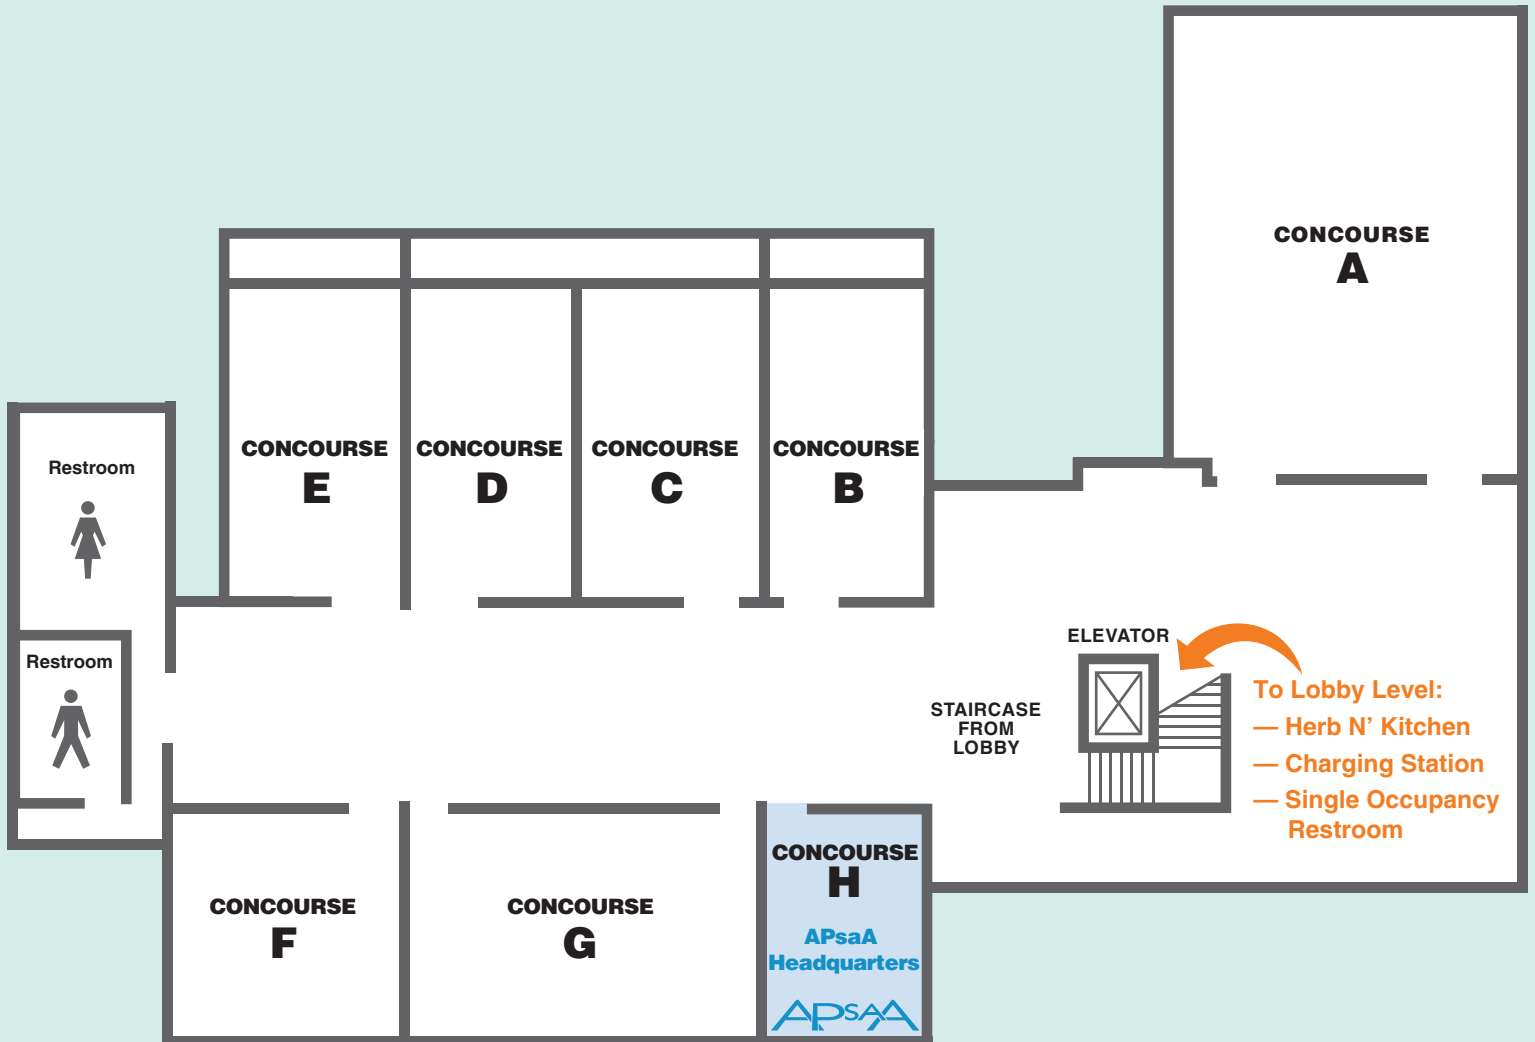 CONCOURSE
A
CONCOURSE
E
CONCOURSE
D
CONCOURSE
C
CONCOURSE
B
Restroom
Restroom
ELEVATOR
STAIRCASE
FROM
LOBBY
To Lobby Level:
— Herb N’ Kitchen
— Charging Station
— Single Occupancy
Restroom
CONCOURSE
F
CONCOURSE
G
CONCOURSE
H
APsaA
Headquarters
APSAA